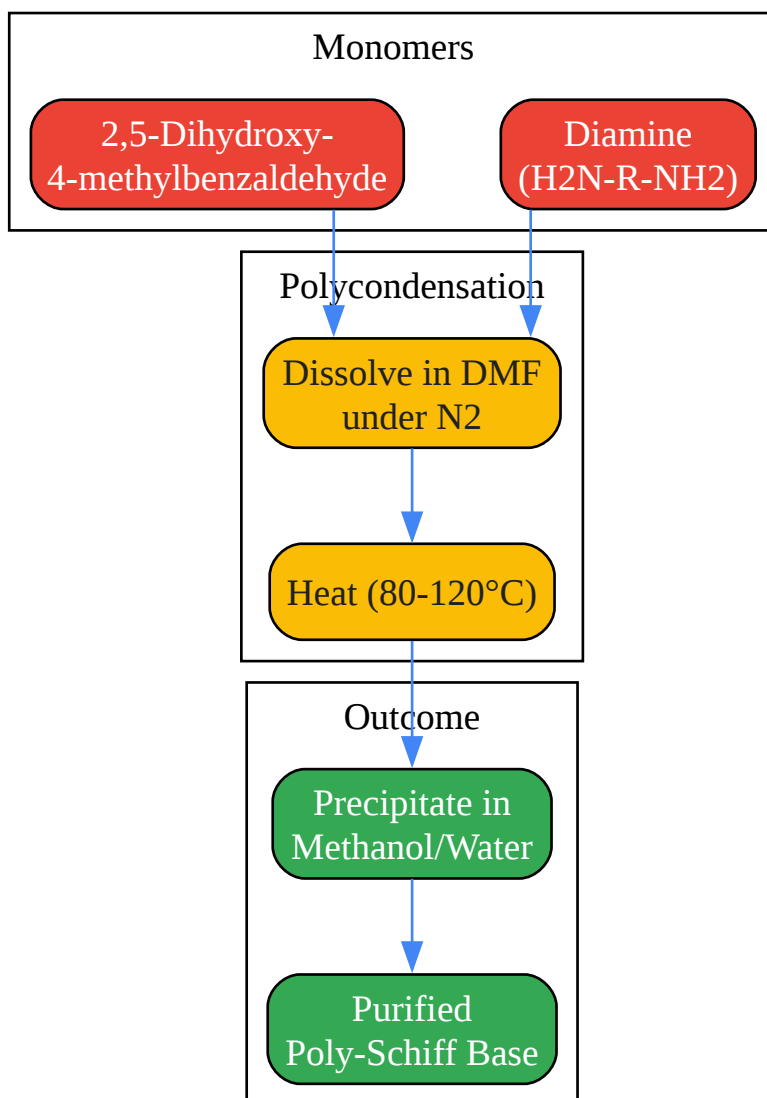 Monomers
2,5-Dihydroxy-
4-methylbenzaldehyde
Diamine
(H2N-R-NH2)
Polycondensation
Dissolve in DMF
under N2
Heat (80-120°C)
Outcome
Precipitate in
Methanol/Water
Purified
Poly-Schiff Base